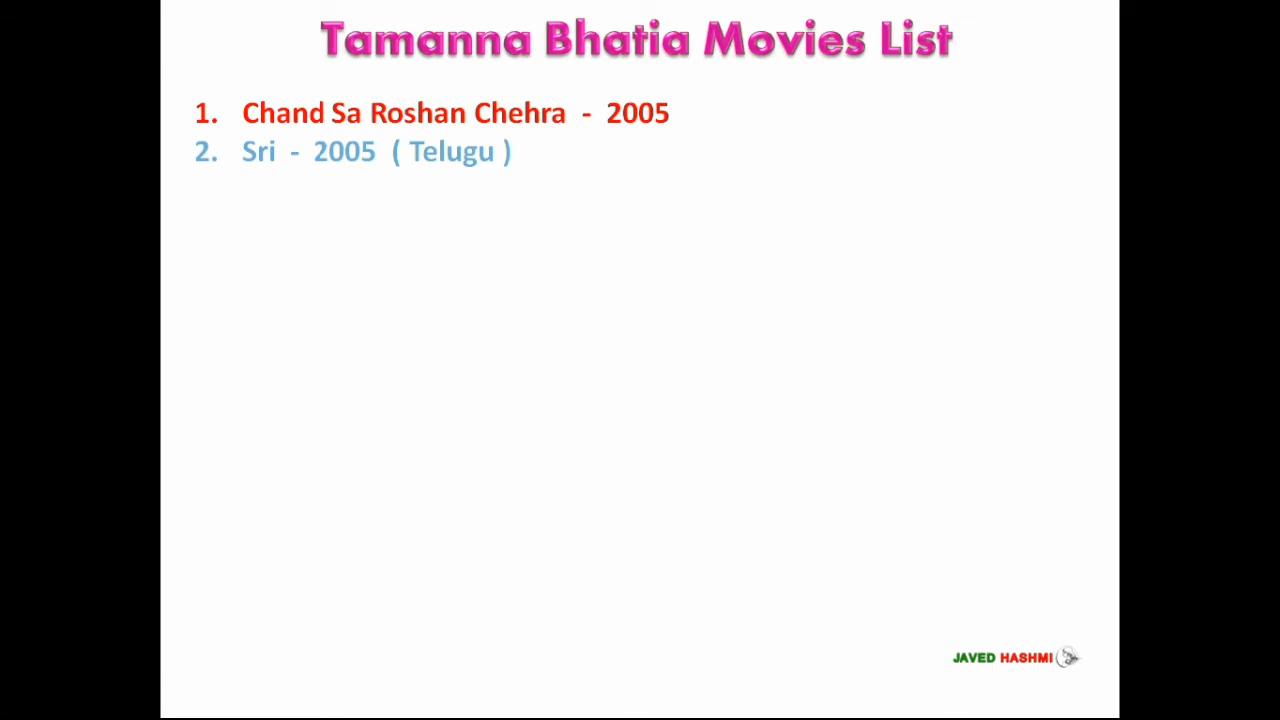 Tamanna Bhatia Movies List
1. Chand Sa Roshan Chehra - 2005
2. Sri - 2005 ( Telugu )
JAVED HASHMI